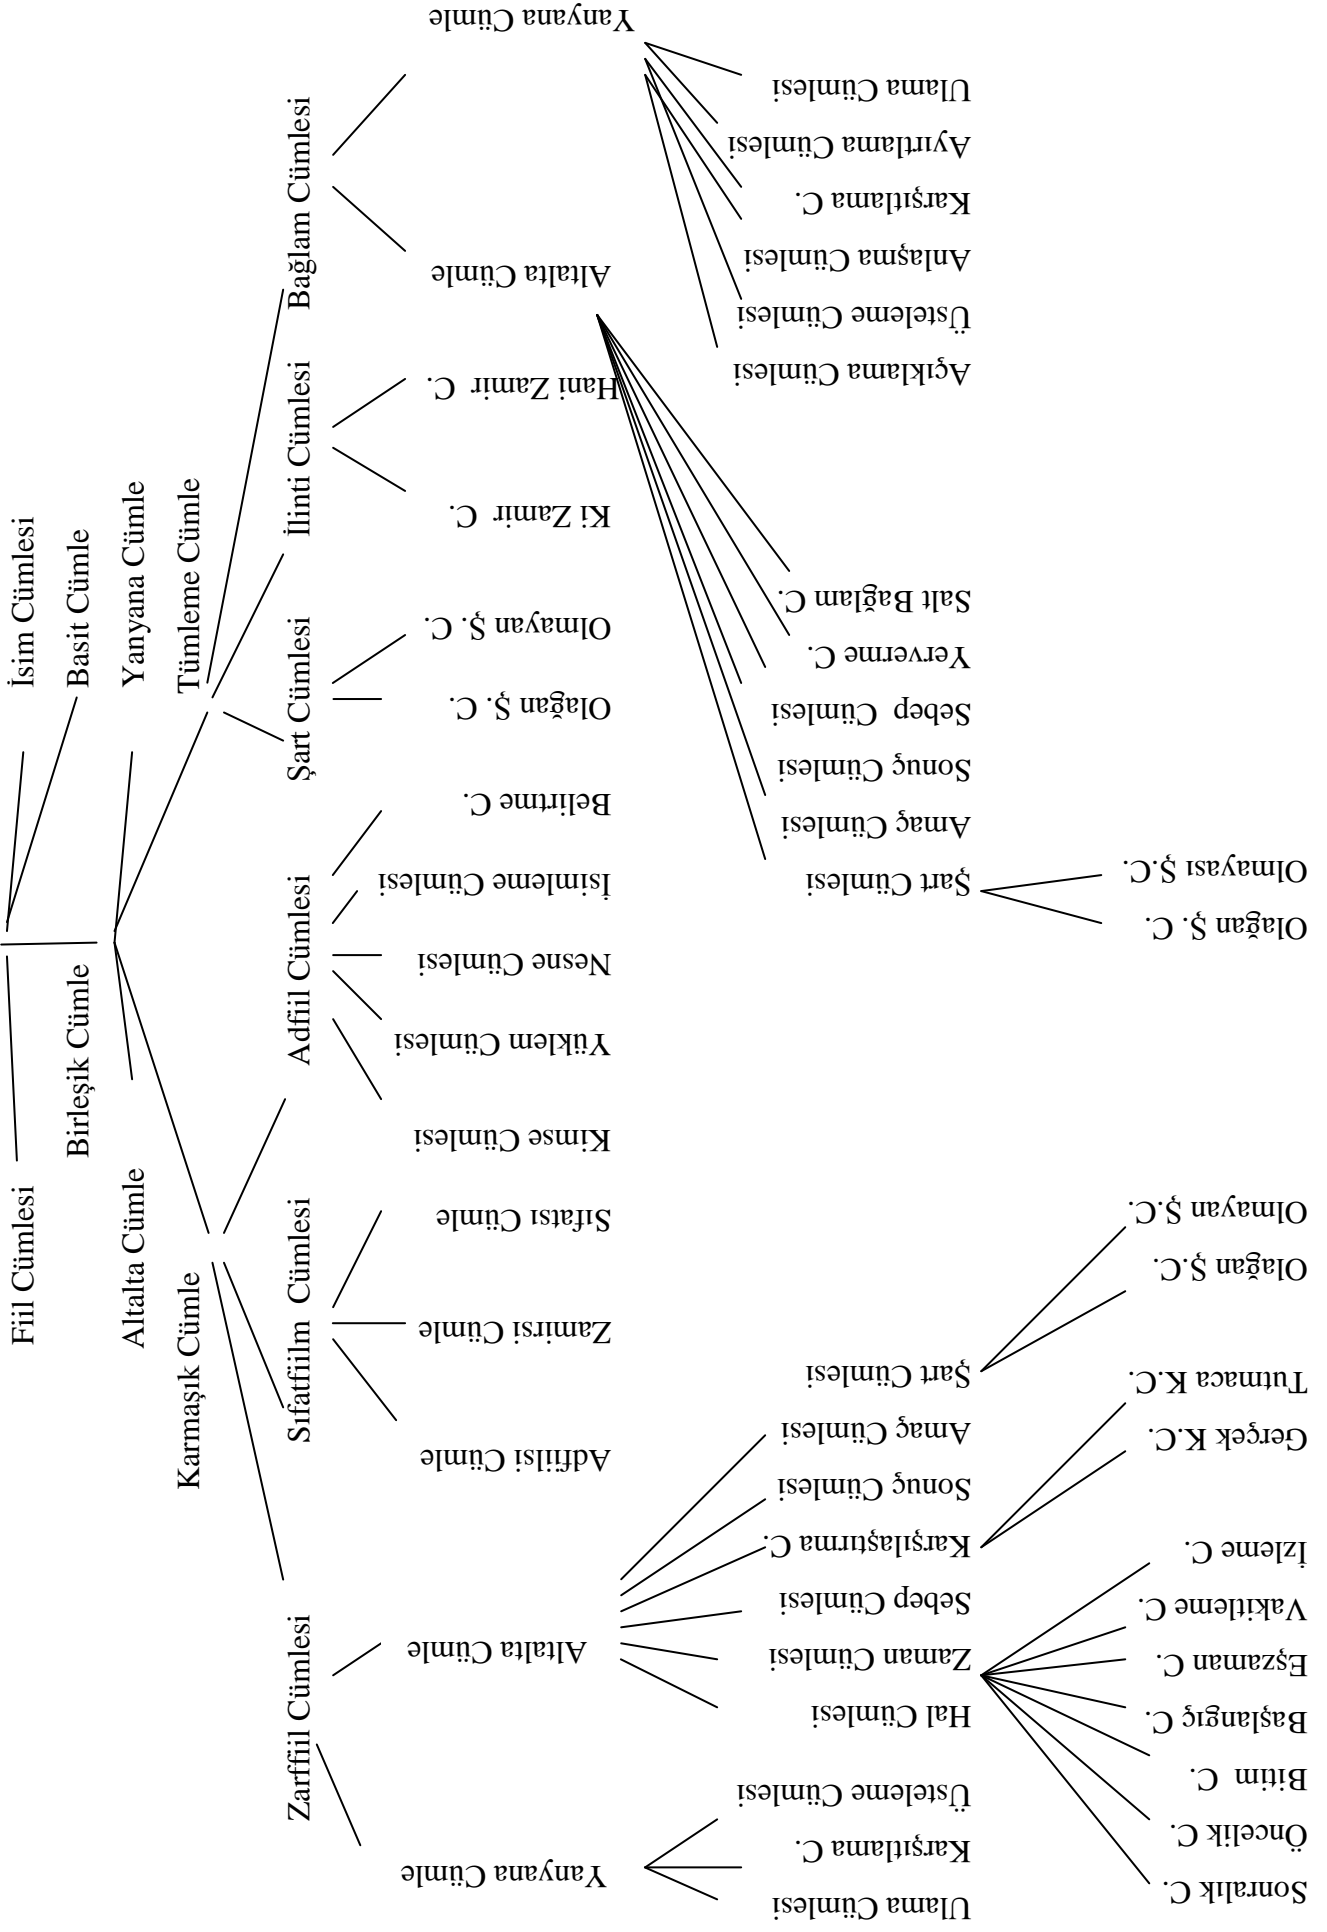 İsim Cümlesi
Fiil Cümlesi
Basit Cümle
Birleşik Cümle
Yanyana Cümle
Altalta Cümle
Tümleme Cümle
Karmaşık Cümle
Bağlam Cümlesi
İlinti Cümlesi
Şart Cümlesi
Adfiil Cümlesi
Sıfatfiilm Cümlesi
Zarffiil Cümlesi
Yanyana Cümle
Altalta Cümle
Hani Zamir C.
Ki Zamir C.
Olmayan Ş. C.
Olağan Ş. C.
Belirtme C.
İsimleme Cümlesi
Nesne Cümlesi
Yüklem Cümlesi
Kimse Cümlesi
Sıfatsı Cümle
Zamirsi Cümle
Adfiilsi Cümle
Altalta Cümle
Yanyana Cümle
Ulama Cümlesi
Ayırtlama Cümlesi
Karşıtlama C.
Anlaşma Cümlesi
Üsteleme Cümlesi
Açıklama Cümlesi
Salt Bağlam C.
Yerverme C.
Sebep Cümlesi
Sonuç Cümlesi
Amaç Cümlesi
Şart Cümlesi
Şart Cümlesi
Amaç Cümlesi
Sonuç Cümlesi
Karşılaştırma C.
Sebep Cümlesi
Zaman Cümlesi
Hal Cümlesi
Üsteleme Cümlesi
Karşıtlama C.
Ulama Cümlesi
Olmayası Ş.C.
Olağan Ş. C.
Olmayan Ş.C.
Olağan Ş.C.
Tutmaca K.C.
Gerçek K.C.
İzleme C.
Vakitleme C.
Eşzaman C.
Başlangıç C.
Bitim C.
Öncelik C.
Sonralık C.